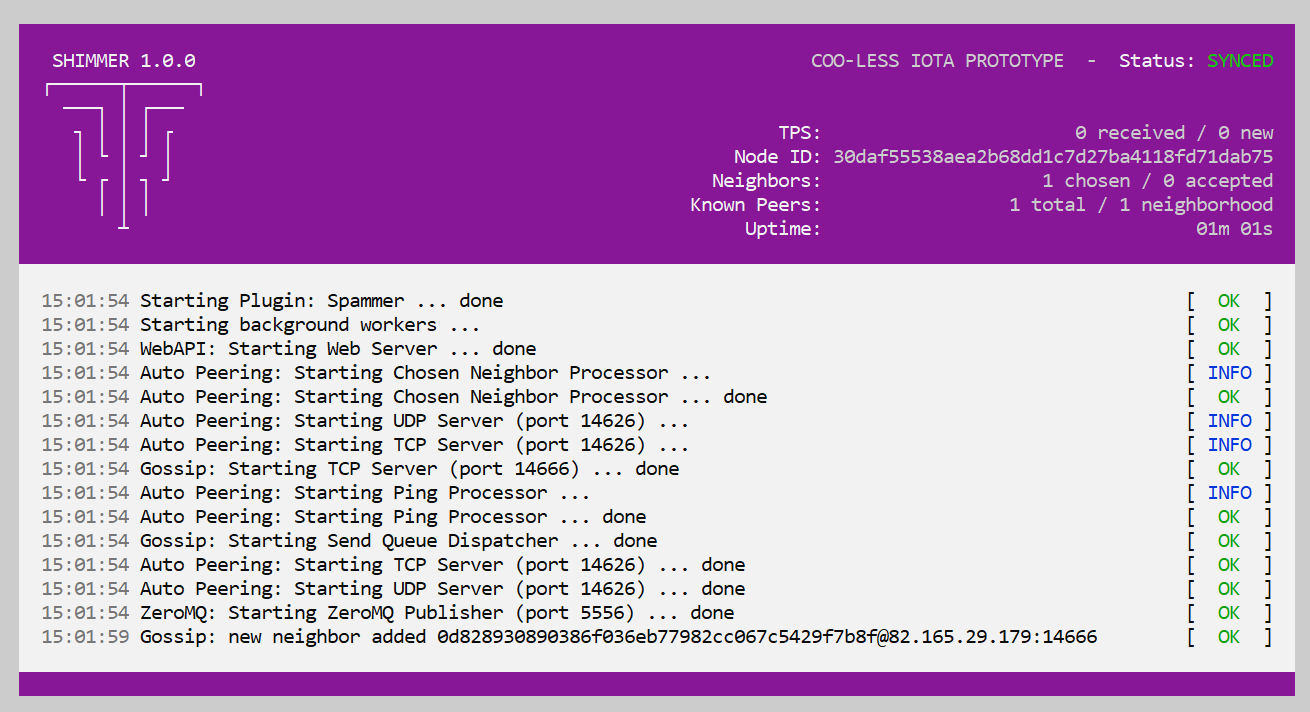 SHIMMER 1.0.0
COO-LESS IOTA PROTOTYPE - Status: SYNCED
TPS: 0 received / 0 new
Node ID: 30daf55538aea2b68dd1c7d27ba4118fd71dab75
Neighbors: 1 chosen / 0 accepted
Known Peers: 1 total / 1 neighborhood
Uptime: 01m 01s
15:01:54 Starting Plugin: Spammer ... done [ OK ]
15:01:54 Starting background workers ... [ OK ]
15:01:54 WebAPI: Starting Web Server ... done [ OK ]
15:01:54 Auto Peering: Starting Chosen Neighbor Processor ... [ INFO ]
15:01:54 Auto Peering: Starting Chosen Neighbor Processor ... done [ OK ]
15:01:54 Auto Peering: Starting UDP Server (port 14626) ... [ INFO ]
15:01:54 Auto Peering: Starting TCP Server (port 14626) ... [ INFO ]
15:01:54 Gossip: Starting TCP Server (port 14666) ... done [ OK ]
15:01:54 Auto Peering: Starting Ping Processor ... [ INFO ]
15:01:54 Auto Peering: Starting Ping Processor ... done [ OK ]
15:01:54 Gossip: Starting Send Queue Dispatcher ... done [ OK ]
15:01:54 Auto Peering: Starting TCP Server (port 14626) ... done [ OK ]
15:01:54 Auto Peering: Starting UDP Server (port 14626) ... done [ OK ]
15:01:54 ZeroMQ: Starting ZeroMQ Publisher (port 5556) ... done [ OK ]
15:01:59 Gossip: new neighbor added 0d828930890386f036eb77982cc067c5429f7b8f@82.165.29.179:14666 [ OK ]